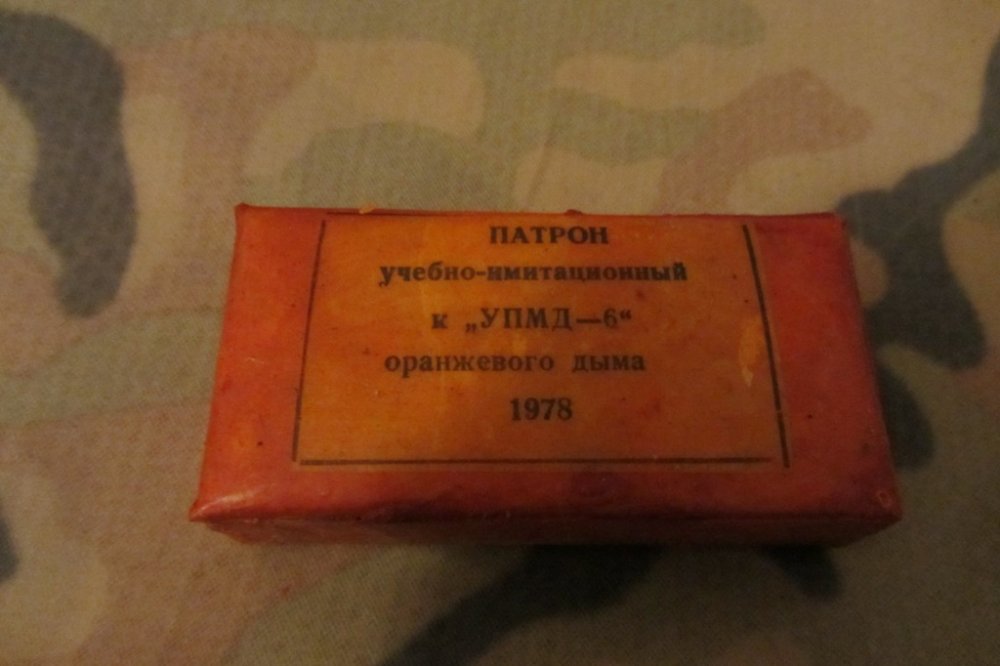 ПАТРОН
учебно-имитационный
к „УПМД—6“
оранжевого дыма
1978